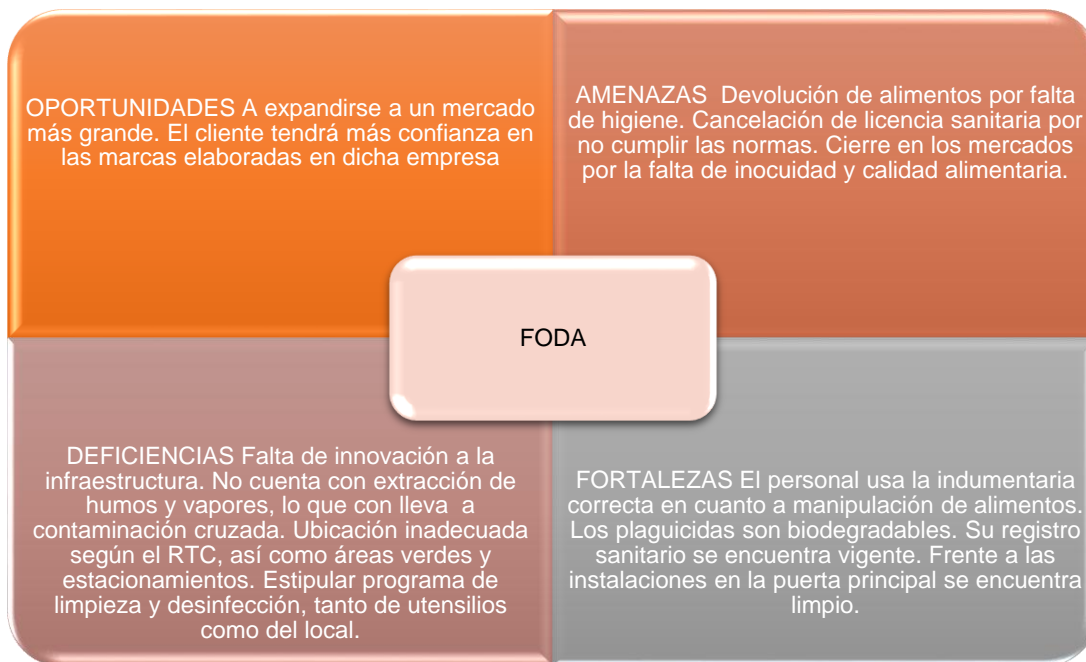 OPORTUNIDADES A expandirse a un mercado
más grande. El cliente tendrá más confianza en
las marcas elaboradas en dicha empresa
AMENAZAS  Devolución de alimentos por falta
de higiene. Cancelación de licencia sanitaria por
no cumplir las normas. Cierre en los mercados
por la falta de inocuidad y calidad alimentaria.
FODA
DEFICIENCIAS Falta de innovación a la
infraestructura. No cuenta con extracción de
humos y vapores, lo que con lleva  a
contaminación cruzada. Ubicación inadecuada
según el RTC, así como áreas verdes y
estacionamientos. Estipular programa de
limpieza y desinfección, tanto de utensilios
como del local.
FORTALEZAS El personal usa la indumentaria
correcta en cuanto a manipulación de alimentos.
Los plaguicidas son biodegradables. Su registro
sanitario se encuentra vigente. Frente a las
instalaciones en la puerta principal se encuentra
limpio.